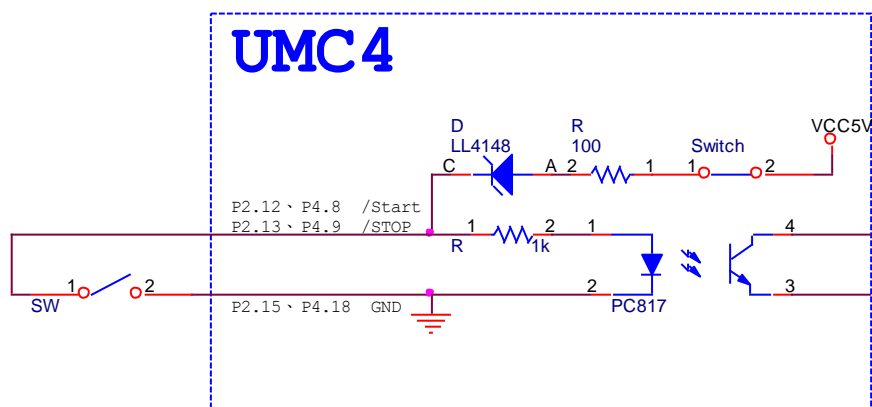 UMC4
D R
LL4148 100 Switch VCC5V
C A 2 1 1 2
P2.12、P4.8 /Start
P2.13、P4.9 /STOP
1 2 1 4
R 1k
1 2 2 3
SW PC817
P2.15、P4.18 GND